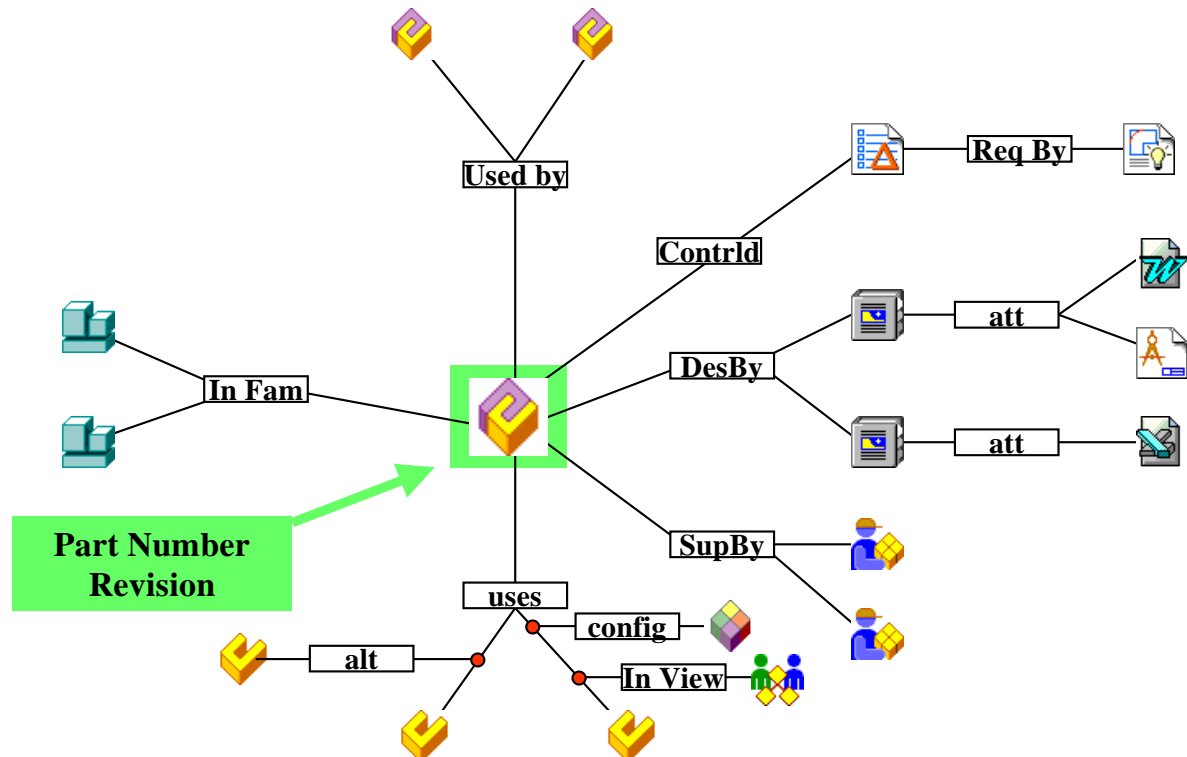 Used by
Req By
Contrld
att
DesBy
In Fam
att
Part Number
Revision
SupBy
uses
config
alt
In View